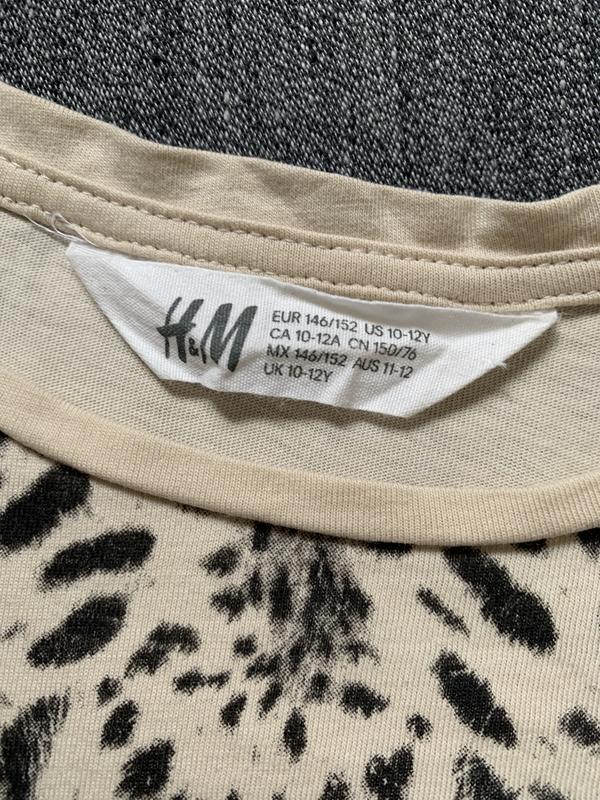 H&M
EUR 146/152 US 10-12Y
CA 10-12A CN 150/76
MX 146/152 AUS 11-12
UK 10-12Y